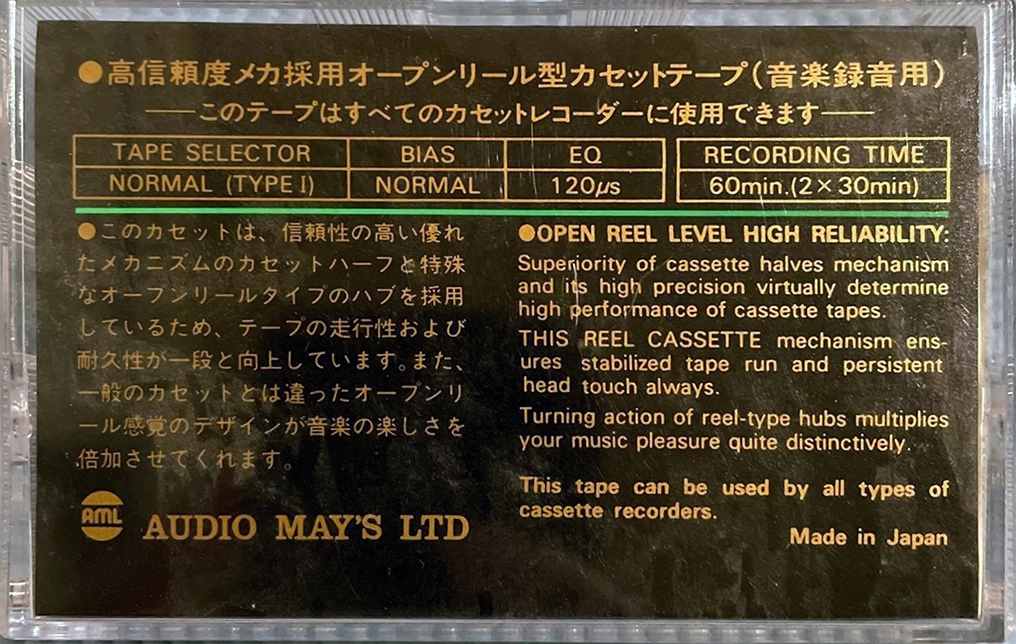 ●高信頼度メカ採用オープンリール型カセットテープ(音楽録音用)
——このテープはすべてのカセットレコーダーに使用できます——
TAPE SELECTOR BIAS EQ RECORDING TIME
NORMAL (TYPE I) NORMAL 120μs 60min.(2×30min)
●このカセットは、信頼性の高い優れ
たメカニズムのカセットハーフと特殊
なオープンリールタイプのハブを採用
しているため、テープの走行性および
耐久性が一段と向上しています。また、
一般のカセットとは違ったオープンリ
ール感覚のデザインが音楽の楽しさを
倍加させてくれます。
AML
AUDIO MAY'S LTD
●OPEN REEL LEVEL HIGH RELIABILITY:
Superiority of cassette halves mechanism
and its high precision virtually determine
high performance of cassette tapes.
THIS REEL CASSETTE mechanism ens-
ures stabilized tape run and persistent
head touch always.
Turning action of reel-type hubs multiplies
your music pleasure quite distinctively.
This tape can be used by all types of
cassette recorders.
Made in Japan